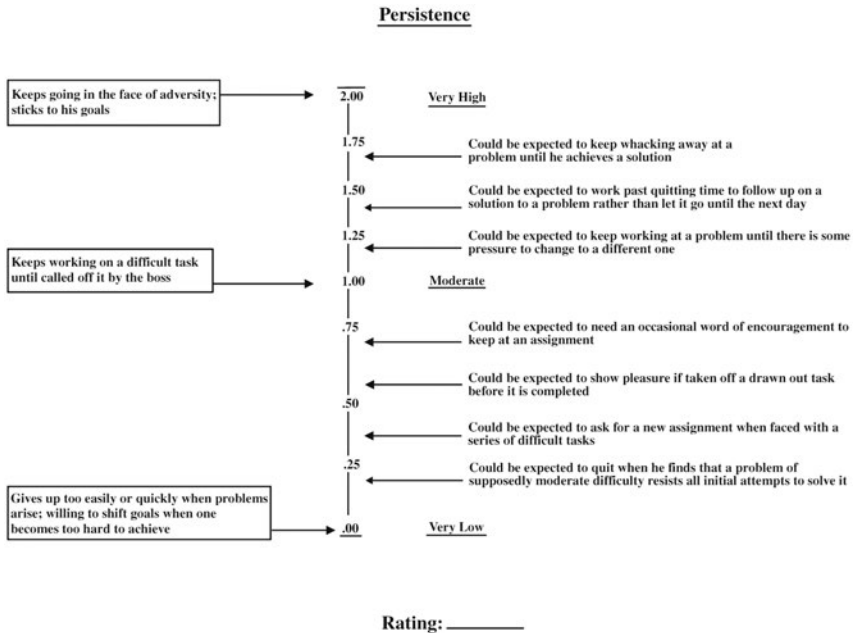 Persistence
Keeps going in the face of adversity;
sticks to his goals
2.00
Very High
1.75
Could be expected to keep whacking away at a
problem until he achieves a solution
1.50
Could be expected to work past quitting time to follow up on a
solution to a problem rather than let it go until the next day
1.25
Could be expected to keep working at a problem until there is some
pressure to change to a different one
Keeps working on a difficult task
until called off it by the boss
1.00
Moderate
.75
Could be expected to need an occasional word of encouragement to
keep at an assignment
Could be expected to show pleasure if taken off a drawn out task
before it is completed
.50
Could be expected to ask for a new assignment when faced with a
series of difficult tasks
.25
Could be expected to quit when he finds that a problem of
supposedly moderate difficulty resists all initial attempts to solve it
Gives up too easily or quickly when problems
arise; willing to shift goals when one
becomes too hard to achieve
.00
Very Low
Rating: